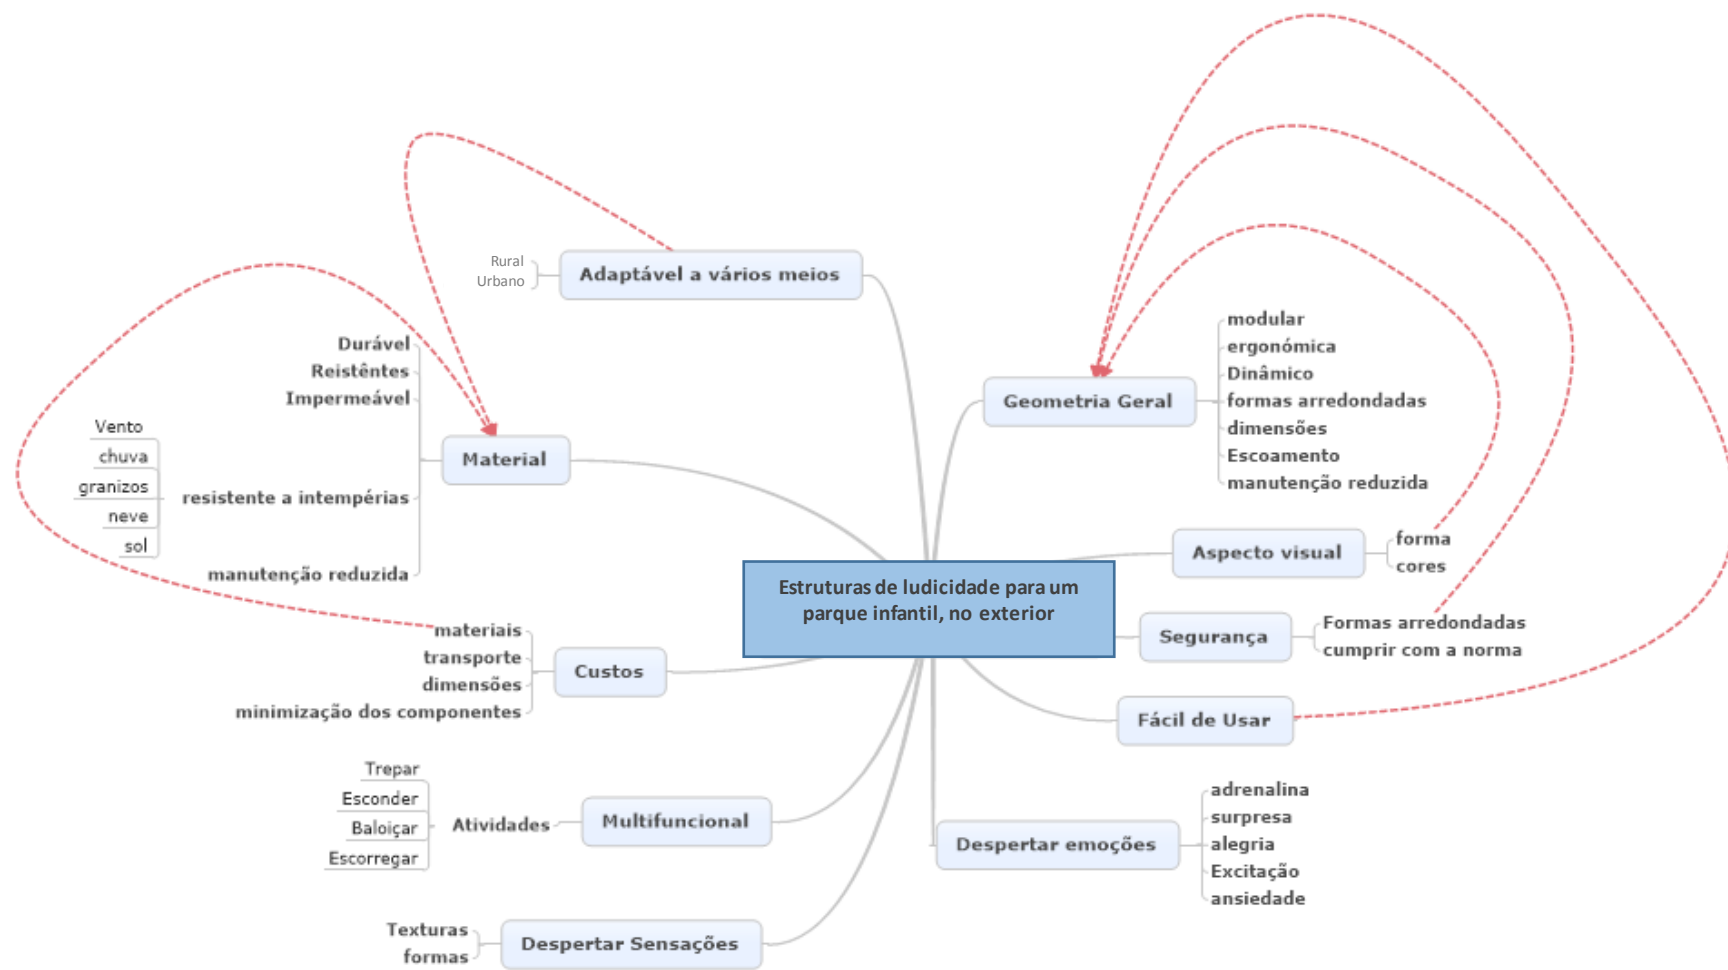 Estruturas de ludicidade para um
parque infantil, no exterior
Adaptável a vários meios
Rural
Urbano
Material
Durável
Reistêntes
Impermeável
resistente a intempérias
Vento
chuva
granizos
neve
sol
manutenção reduzida
Custos
materiais
transporte
dimensões
minimização dos componentes
Multifuncional
Atividades
Trepar
Esconder
Baloiçar
Escorregar
Despertar Sensações
Texturas
formas
Geometria Geral
modular
ergonómica
Dinâmico
formas arredondadas
dimensões
Escoamento
manutenção reduzida
Aspecto visual
forma
cores
Segurança
Formas arredondadas
cumprir com a norma
Fácil de Usar
Despertar emoções
adrenalina
surpresa
alegria
Excitação
ansiedade